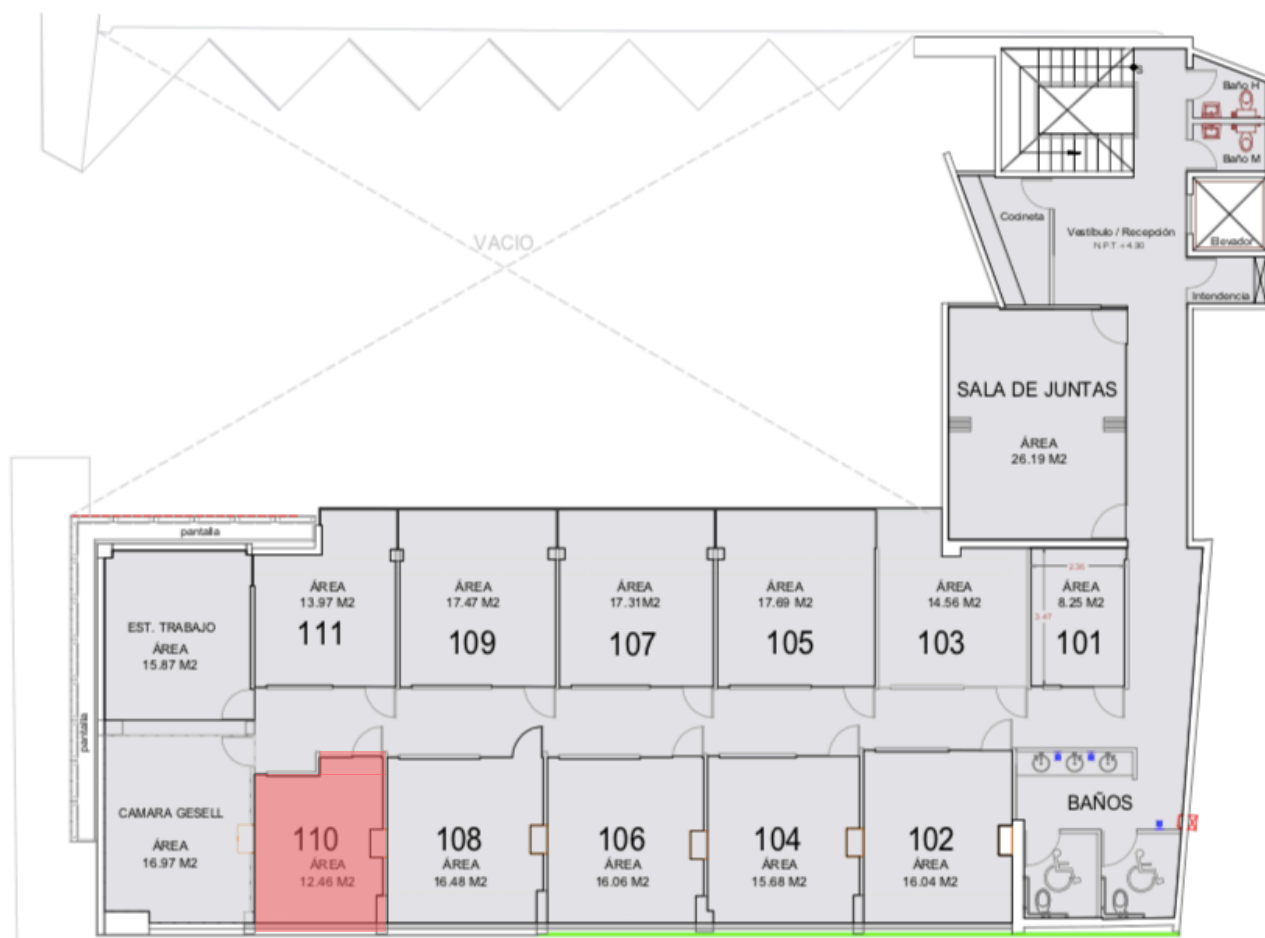 S
Baño H
Baño M
VACIO
Cocineta
Vestíbulo / Recepción
N.P.T. + 4.30
Elevador
Intendencia
SALA DE JUNTAS
ÁREA
26.19 M2
pantalla
EST. TRABAJO
ÁREA
15.87 M2
ÁREA
13.97 M2
111
ÁREA
17.47 M2
109
ÁREA
17.31M2
107
ÁREA
17.69 M2
105
ÁREA
14.56 M2
103
2.36
3.47
ÁREA
8.25 M2
101
pantalla
CAMARA GESELL
ÁREA
16.97 M2
110
ÁREA
12.46 M2
108
ÁREA
16.48 M2
106
ÁREA
16.06 M2
104
ÁREA
15.68 M2
102
ÁREA
16.04 M2
BAÑOS